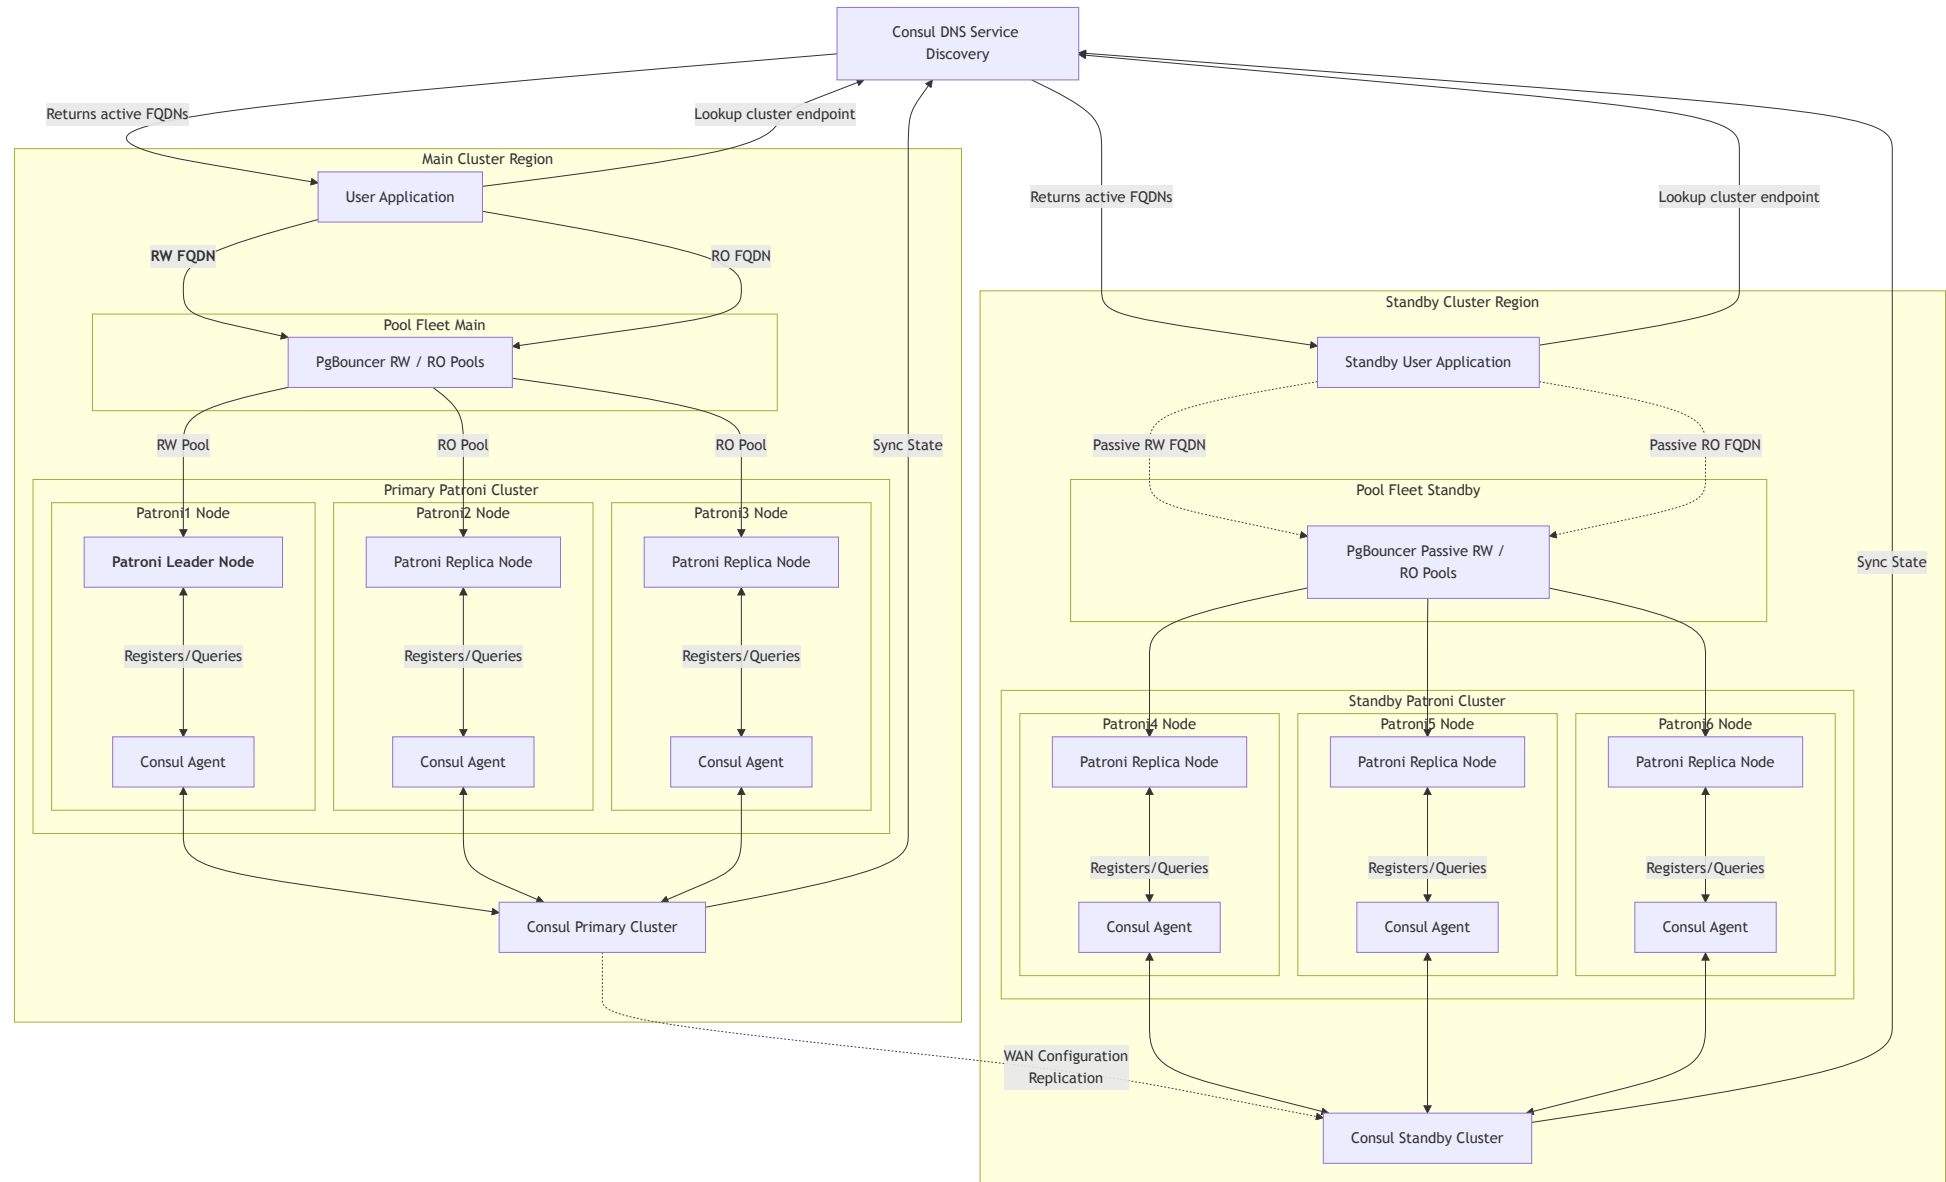 Consul DNS Service
Discovery
Returns active FQDNs
Lookup cluster endpoint
Main Cluster Region
User Application
Returns active FQDNs
Lookup cluster endpoint
RW FQDN
RO FQDN
Standby Cluster Region
Pool Fleet Main
PgBouncer RW / RO Pools
Standby User Application
RW Pool
RO Pool
RO Pool
Sync State
Passive RW FQDN
Passive RO FQDN
Primary Patroni Cluster
Pool Fleet Standby
Patroni1 Node
Patroni2 Node
Patroni3 Node
Patroni Leader Node
Patroni Replica Node
Patroni Replica Node
PgBouncer Passive RW /
RO Pools
Sync State
Registers/Queries
Registers/Queries
Registers/Queries
Standby Patroni Cluster
Patroni4 Node
Patroni5 Node
Patroni6 Node
Consul Agent
Consul Agent
Consul Agent
Patroni Replica Node
Patroni Replica Node
Patroni Replica Node
Registers/Queries
Registers/Queries
Registers/Queries
Consul Primary Cluster
Consul Agent
Consul Agent
Consul Agent
WAN Configuration
Replication
Consul Standby Cluster